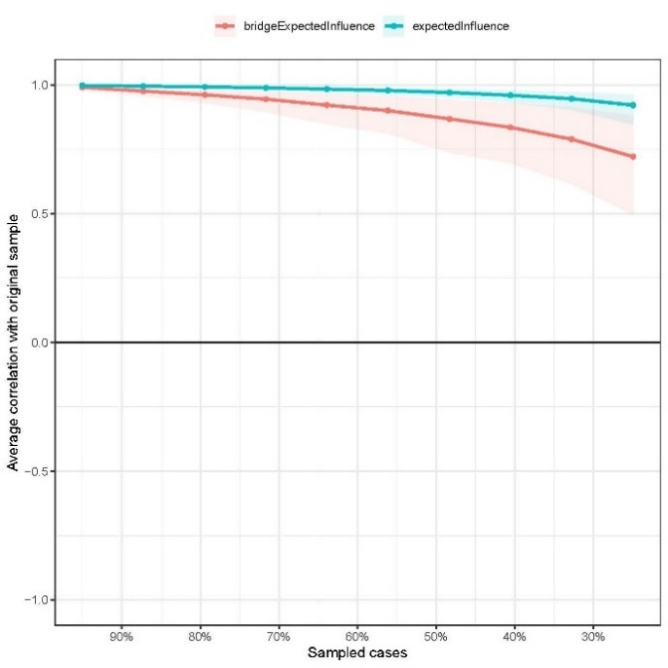 bridgeExpectedInfluence expectedInfluence
1.0
0.5
0.0
−0.5
−1.0
Average correlation with original sample
90% 80% 70% 60% 50% 40% 30%
Sampled cases